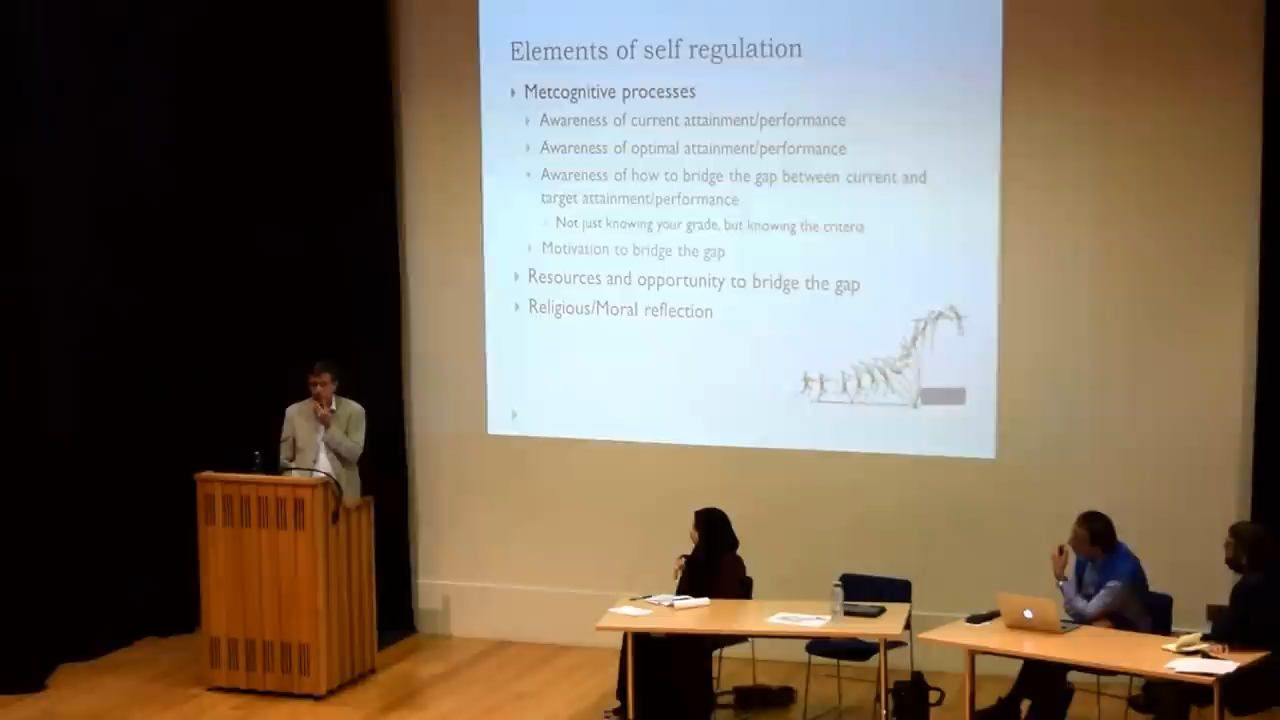 Elements of self regulation
Metcognitive processes
Awareness of current attainment/performance
Awareness of optimal attainment/performance
Awareness of how to bridge the gap between current and
target attainment/performance
Not just knowing your grade, but knowing the criteria
Motivation to bridge the gap
Resources and opportunity to bridge the gap
Religious/Moral reflection